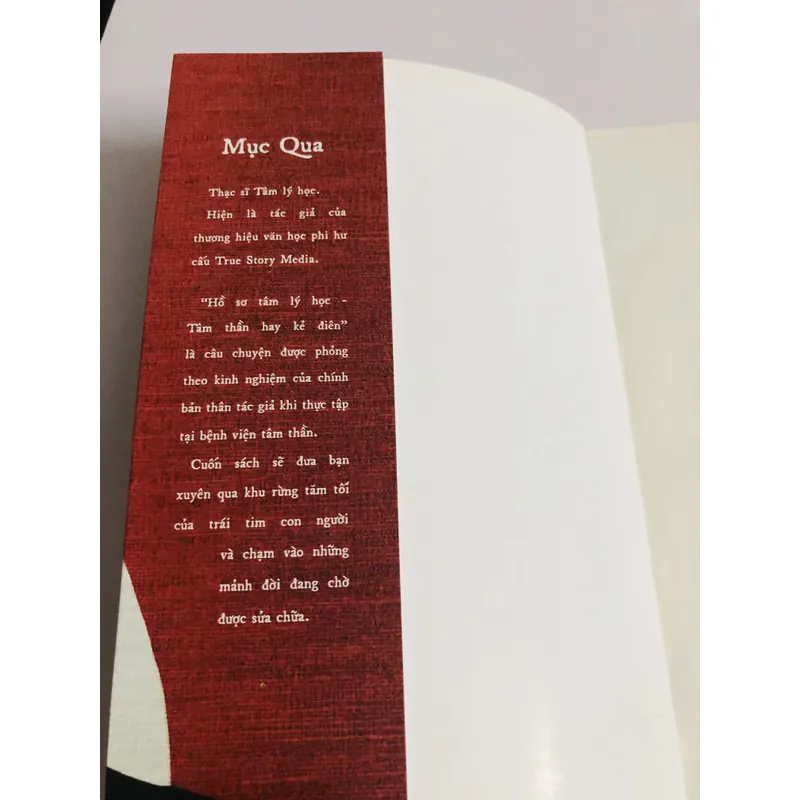 Mục Qua
Thạc sĩ Tâm lý học.
Hiện là tác giả của
thương hiệu văn học phi hư
cấu True Story Media.
“Hồ sơ tâm lý học -
Tâm thần hay kẻ điên”
là câu chuyện được phỏng
theo kinh nghiệm của chính
bản thân tác giả khi thực tập
tại bệnh viện tâm thần.
Cuốn sách sẽ đưa bạn
xuyên qua khu rừng tăm tối
của trái tim con người
và chạm vào những
mảnh đời đang chờ
được sửa chữa.